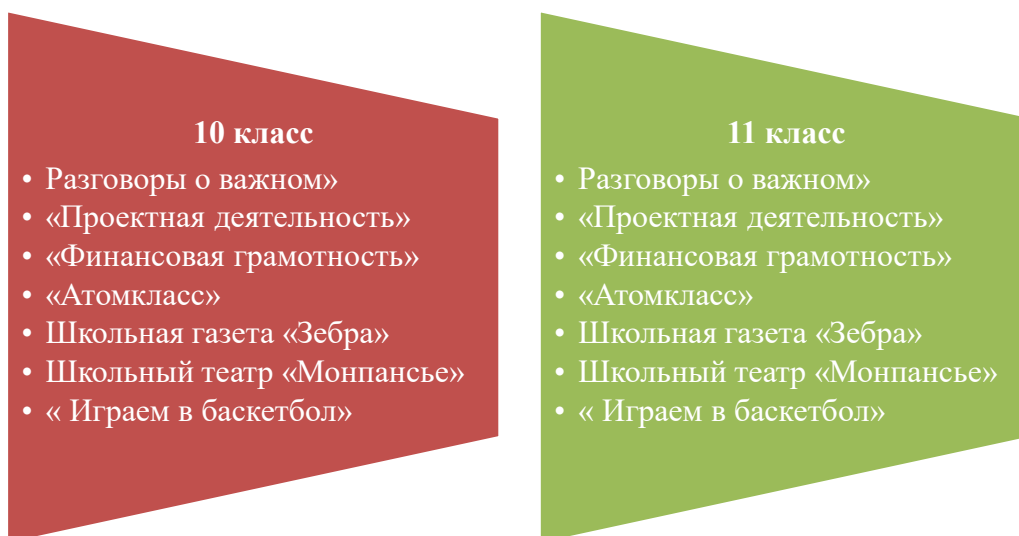 10 класс
• Разговоры о важном»
• «Проектная деятельность»
• «Финансовая грамотность»
• «Атомкласс»
• Школьная газета «Зебра»
• Школьный театр «Монпансье»
• « Играем в баскетбол»
11 класс
• Разговоры о важном»
• «Проектная деятельность»
• «Финансовая грамотность»
• «Атомкласс»
• Школьная газета «Зебра»
• Школьный театр «Монпансье»
• « Играем в баскетбол»